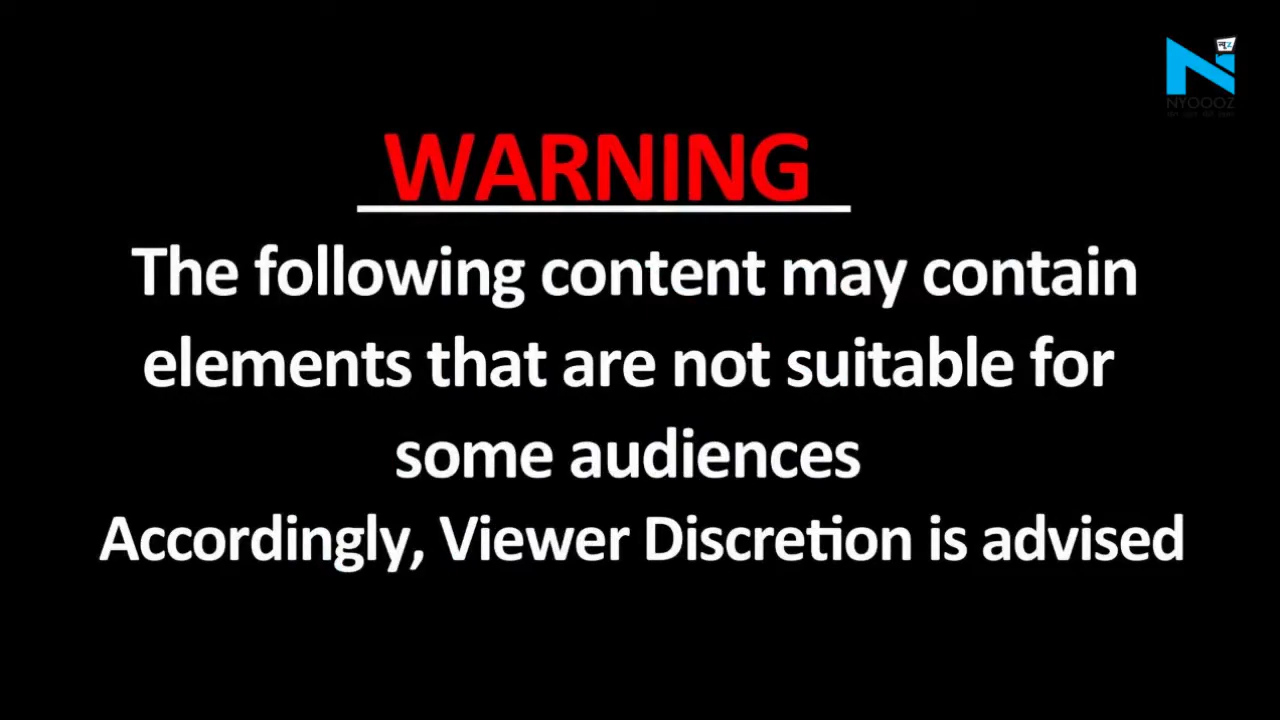 NYOOOZ
WARNING
The following content may contain
elements that are not suitable for
some audiences
Accordingly, Viewer Discretion is advised